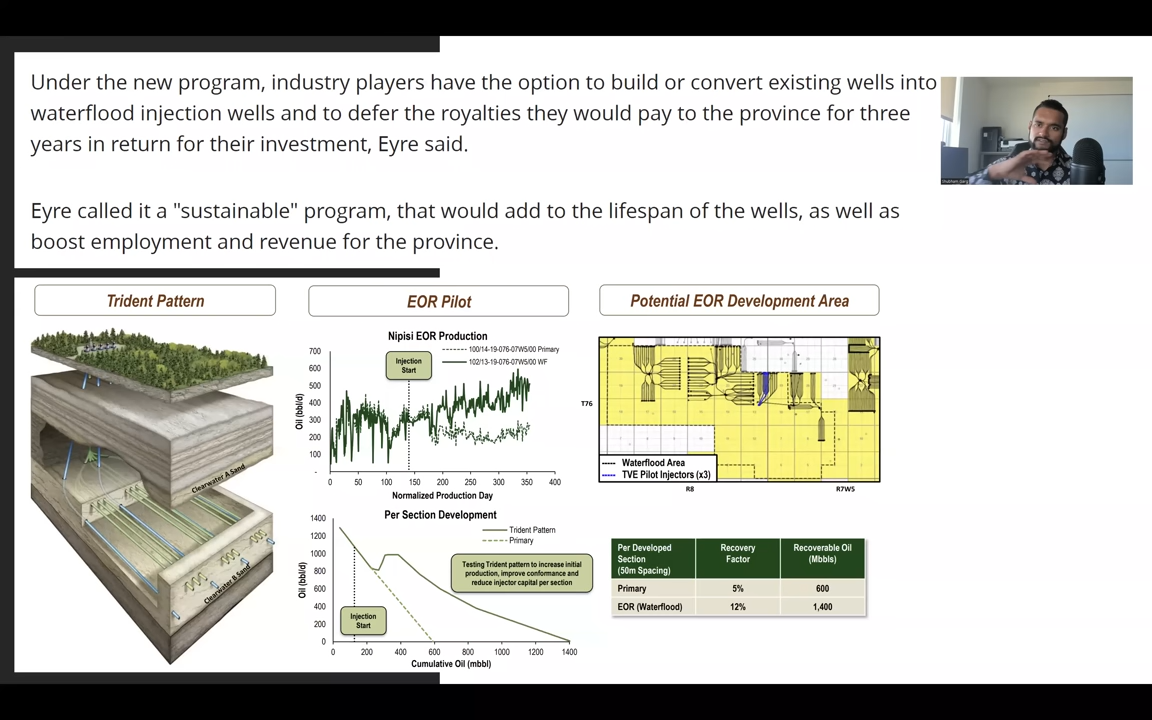 Under the new program, industry players have the option to build or convert existing wells into
waterflood injection wells and to defer the royalties they would pay to the province for three
years in return for their investment, Eyre said.
Eyre called it a "sustainable" program, that would add to the lifespan of the wells, as well as
boost employment and revenue for the province.
Trident Pattern
Clearwater A Sand
Clearwater B Sand
EOR Pilot
Nipisi EOR Production
100/14-19-076-07W5/00 Primary
102/13-19-076-07W5/00 WF
Injection
Start
Oil (bbl/d)
700
600
500
400
300
200
100
-
0 50 100 150 200 250 300 350 400
Normalized Production Day
Per Section Development
Trident Pattern
Primary
Testing Trident pattern to increase initial
production, improve conformance and
reduce injector capital per section
Injection
Start
Oil (bbl/d)
1400
1200
1000
800
600
400
200
0
0 200 400 600 800 1000 1200 1400
Cumulative Oil (mbbl)
Potential EOR Development Area
T76
Waterflood Area
TVE Pilot Injectors (x3)
R8 R7W5
Per Developed
Section
(50m Spacing)
Recovery
Factor
Recoverable Oil
(Mbbls)
Primary 5% 600
EOR (Waterflood) 12% 1,400